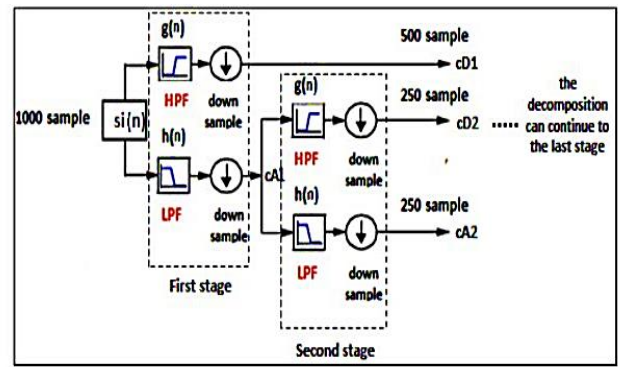 g(n)
500 sample
cD1
HPF
down
sample
1000 sample
si(n)
h(n)
cA1
LPF
down
sample
First stage
g(n)
250 sample
cD2
HPF
down
sample
h(n)
250 sample
cA2
LPF
down
sample
Second stage
the
decomposition
can continue to
the last stage